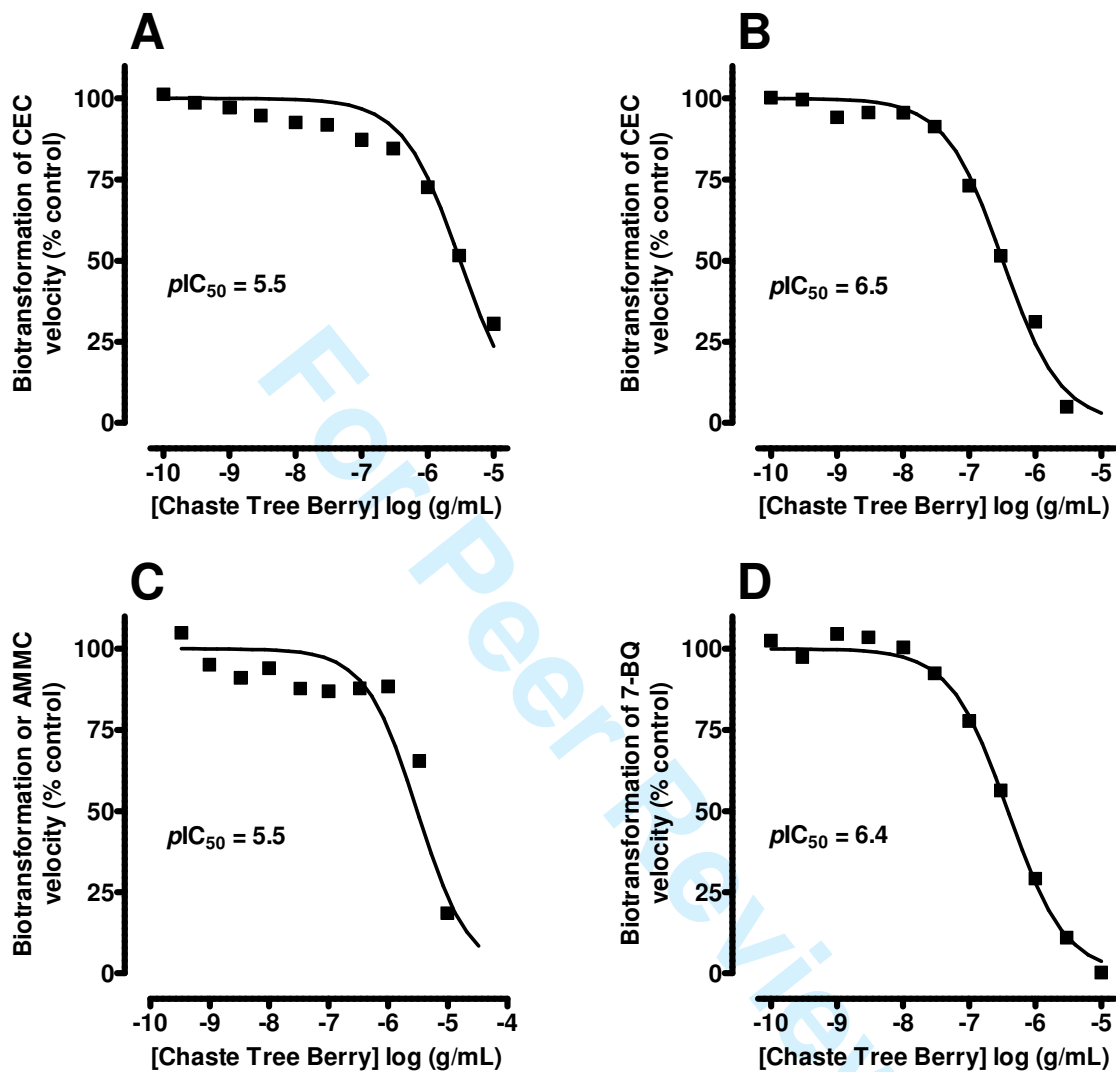 A
Biotransformation of CEC
velocity (% control)
100
75
50
25
0
pIC50 = 5.5
-10 -9 -8 -7 -6 -5
[Chaste Tree Berry] log (g/mL)
B
Biotransformation of CEC
velocity (% control)
100
75
50
25
0
pIC50 = 6.5
-10 -9 -8 -7 -6 -5
[Chaste Tree Berry] log (g/mL)
C
Biotransformation or AMMC
velocity (% control)
100
75
50
25
0
pIC50 = 5.5
-10 -9 -8 -7 -6 -5 -4
[Chaste Tree Berry] log (g/mL)
D
Biotransformation of 7-BQ
velocity (% control)
100
75
50
25
0
pIC50 = 6.4
-10 -9 -8 -7 -6 -5
[Chaste Tree Berry] log (g/mL)
For Peer Review